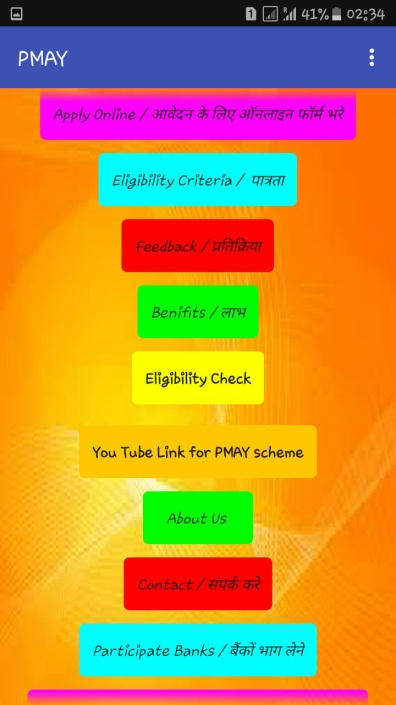 1 R 41% 02:34
PMAY
Apply Online / आवेदन के लिए ऑनलाइन फॉर्म भरे
Eligibility Criteria / पात्रता
Feedback / प्रतिक्रिया
Benifits / लाभ
Eligibility Check
You Tube Link for PMAY scheme
About Us
Contact / संपर्क करे
Participate Banks / बैंकों भाग लेने